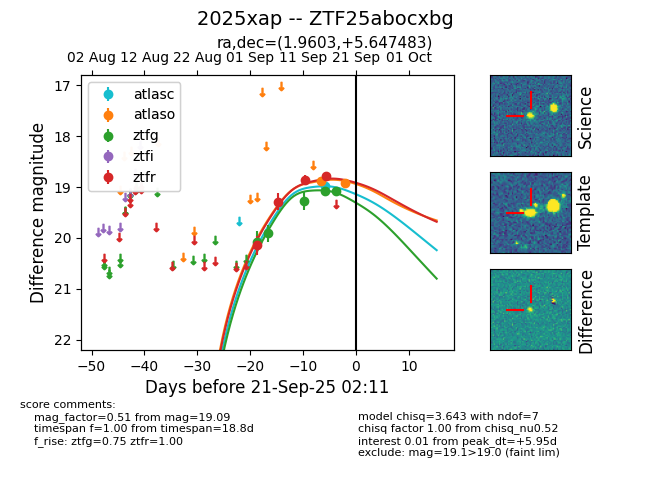 2025xap -- ZTF25abocxbg
ra,dec=(1.9603,+5.647483)
02 Aug 12 Aug 22 Aug 01 Sep 11 Sep 21 Sep 01 Oct
Difference magnitude
17
18
19
20
21
22
atlasc
atlaso
ztfg
ztfi
ztfr
−50 −40 −30 −20 −10 0 10
Days before 21-Sep-25 02:11
Science
Template
Difference
score comments:
mag_factor=0.51 from mag=19.09
timespan f=1.00 from timespan=18.8d
f_rise: ztfg=0.75 ztfr=1.00
model chisq=3.643 with ndof=7
chisq factor 1.00 from chisq_nu0.52
interest 0.01 from peak_dt=+5.95d
exclude: mag=19.1>19.0 (faint lim)